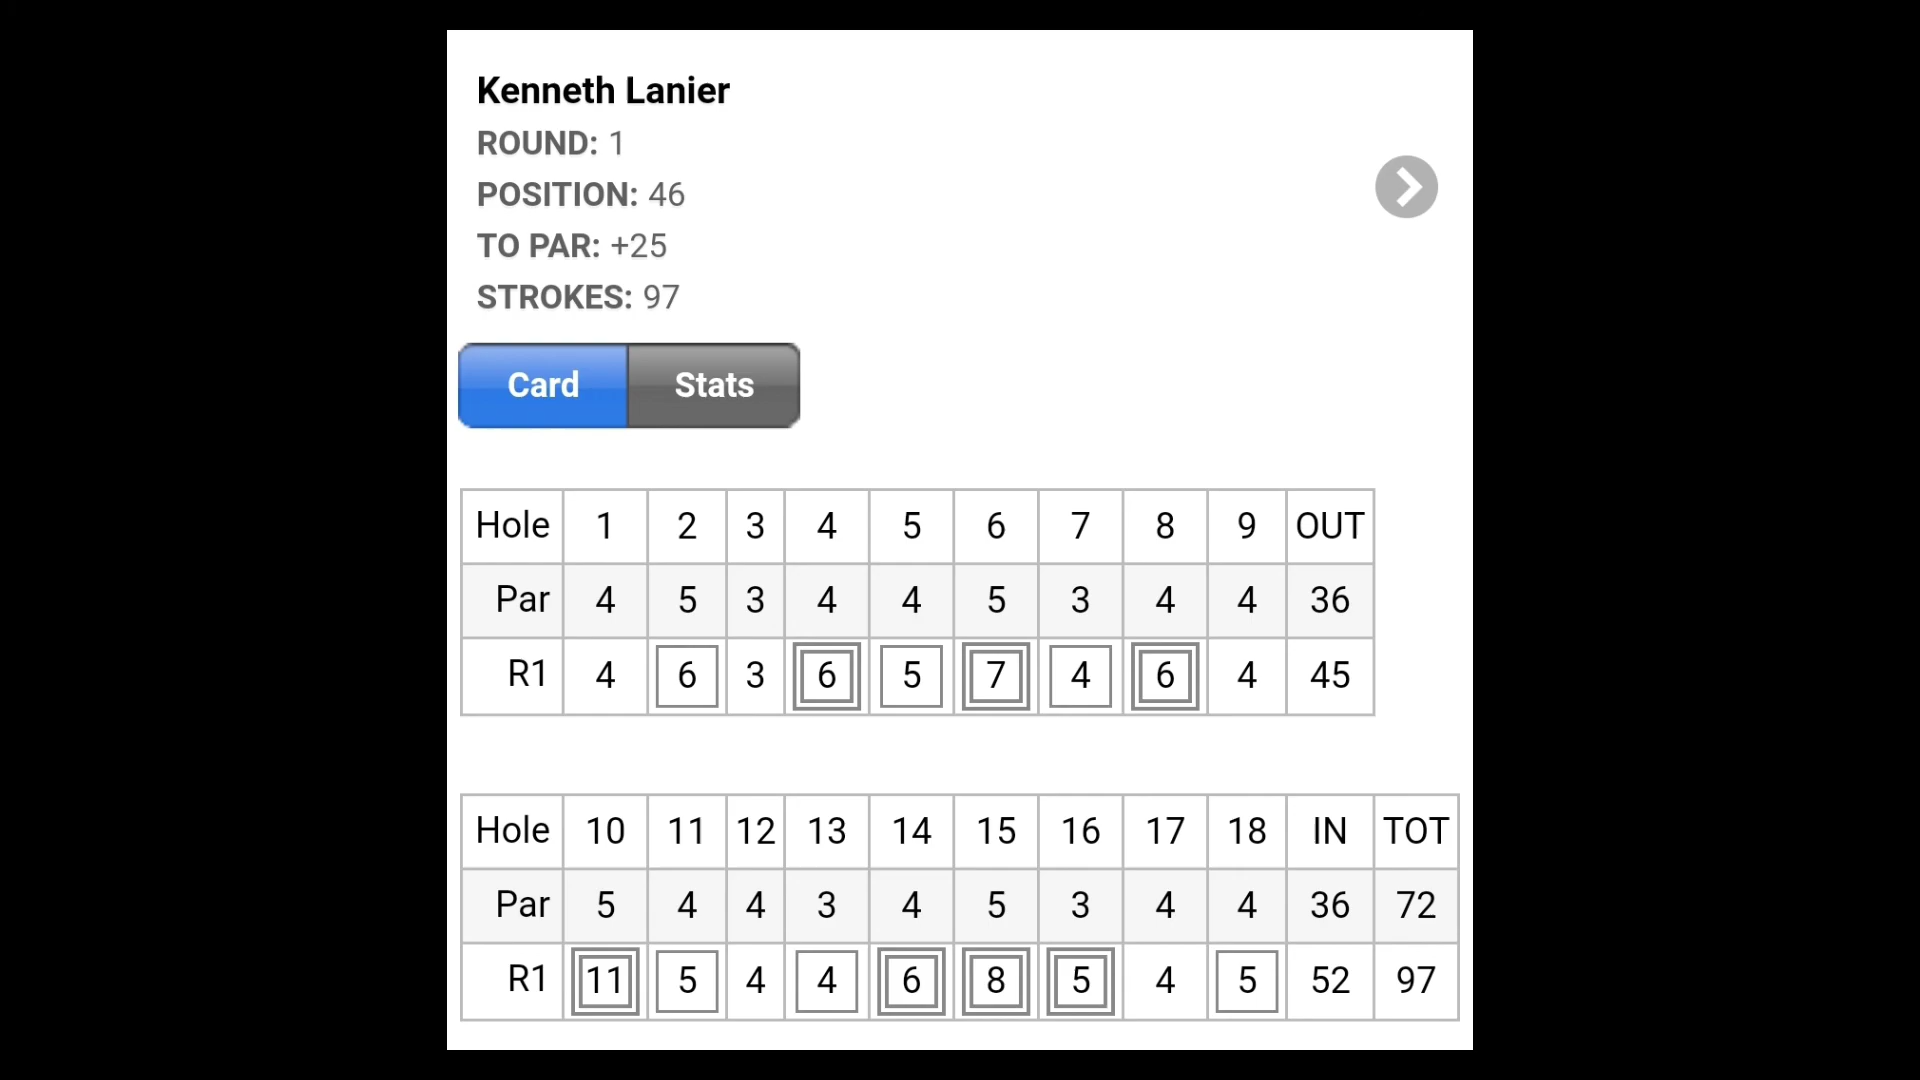 Kenneth Lanier
ROUND: 1
POSITION: 46
TO PAR: +25
STROKES: 97
Card Stats
Hole 1 2 3 4 5 6 7 8 9 OUT
Par 4 5 3 4 4 5 3 4 4 36
R1 4 6 3 6 5 7 4 6 4 45
Hole 10 11 12 13 14 15 16 17 18 IN TOT
Par 5 4 4 3 4 5 3 4 4 36 72
R1 11 5 4 4 6 8 5 4 5 52 97